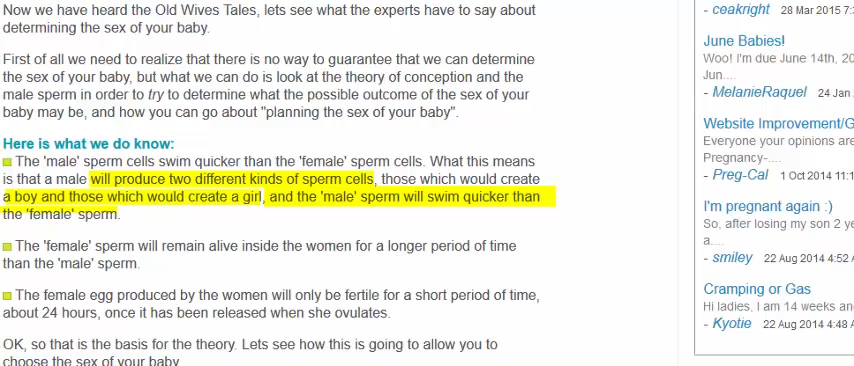 Now we have heard the Old Wives Tales, lets see what the experts have to say about
determining the sex of your baby.
First of all we need to realize that there is no way to guarantee that we can determine
the sex of your baby, but what we can do is look at the theory of conception and the
male sperm in order to try to determine what the possible outcome of the sex of your
baby may be, and how you can go about "planning the sex of your baby".
Here is what we do know:
The 'male' sperm cells swim quicker than the 'female' sperm cells. What this means
is that a male will produce two different kinds of sperm cells, those which would create
a boy and those which would create a girl, and the 'male' sperm will swim quicker than
the 'female' sperm.
The 'female' sperm will remain alive inside the women for a longer period of time
than the 'male' sperm.
The female egg produced by the women will only be fertile for a short period of time,
about 24 hours, once it has been released when she ovulates.
OK, so that is the basis for the theory. Lets see how this is going to allow you to
choose the sex of your baby
- ceakright 28 Mar 2015 7:
June Babies!
Woo! I'm due June 14th, 20
Jun....
- MelanieRaquel 24 Jan
Website Improvement/G
Everyone your opinions are
Pregnancy-....
- Preg-Cal 1 Oct 2014 11:1
I'm pregnant again :)
So, after losing my son 2 ye
a....
- smiley 22 Aug 2014 4:52
Cramping or Gas
Hi ladies, I am 14 weeks an
- Kyotie 22 Aug 2014 4:48